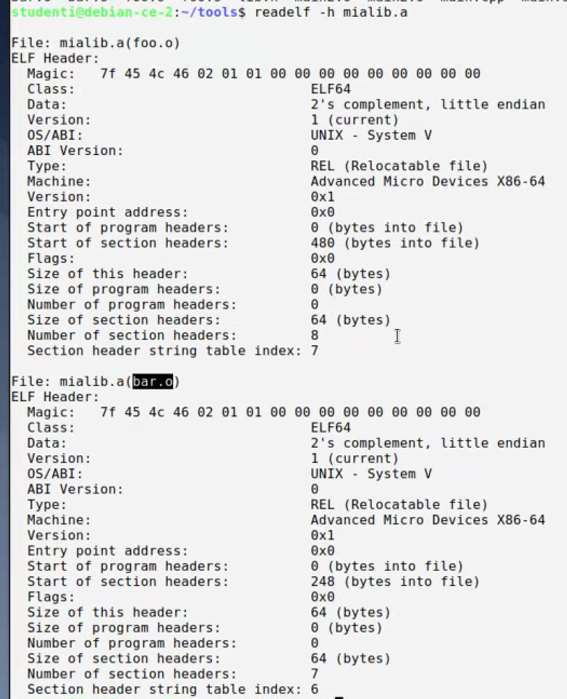 studenti@debian-ce-2:~/tools$ readelf -h mialib.a
File: mialib.a(foo.o)
ELF Header:
Magic: 7f 45 4c 46 02 01 01 00 00 00 00 00 00 00 00 00
Class: ELF64
Data: 2's complement, little endian
Version: 1 (current)
OS/ABI: UNIX - System V
ABI Version: 0
Type: REL (Relocatable file)
Machine: Advanced Micro Devices X86-64
Version: 0x1
Entry point address: 0x0
Start of program headers: 0 (bytes into file)
Start of section headers: 480 (bytes into file)
Flags: 0x0
Size of this header: 64 (bytes)
Size of program headers: 0 (bytes)
Number of program headers: 0
Size of section headers: 64 (bytes)
Number of section headers: 8
Section header string table index: 7
File: mialib.a(bar.o)
ELF Header:
Magic: 7f 45 4c 46 02 01 01 00 00 00 00 00 00 00 00 00
Class: ELF64
Data: 2's complement, little endian
Version: 1 (current)
OS/ABI: UNIX - System V
ABI Version: 0
Type: REL (Relocatable file)
Machine: Advanced Micro Devices X86-64
Version: 0x1
Entry point address: 0x0
Start of program headers: 0 (bytes into file)
Start of section headers: 248 (bytes into file)
Flags: 0x0
Size of this header: 64 (bytes)
Size of program headers: 0 (bytes)
Number of program headers: 0
Size of section headers: 64 (bytes)
Number of section headers: 7
Section header string table index: 6